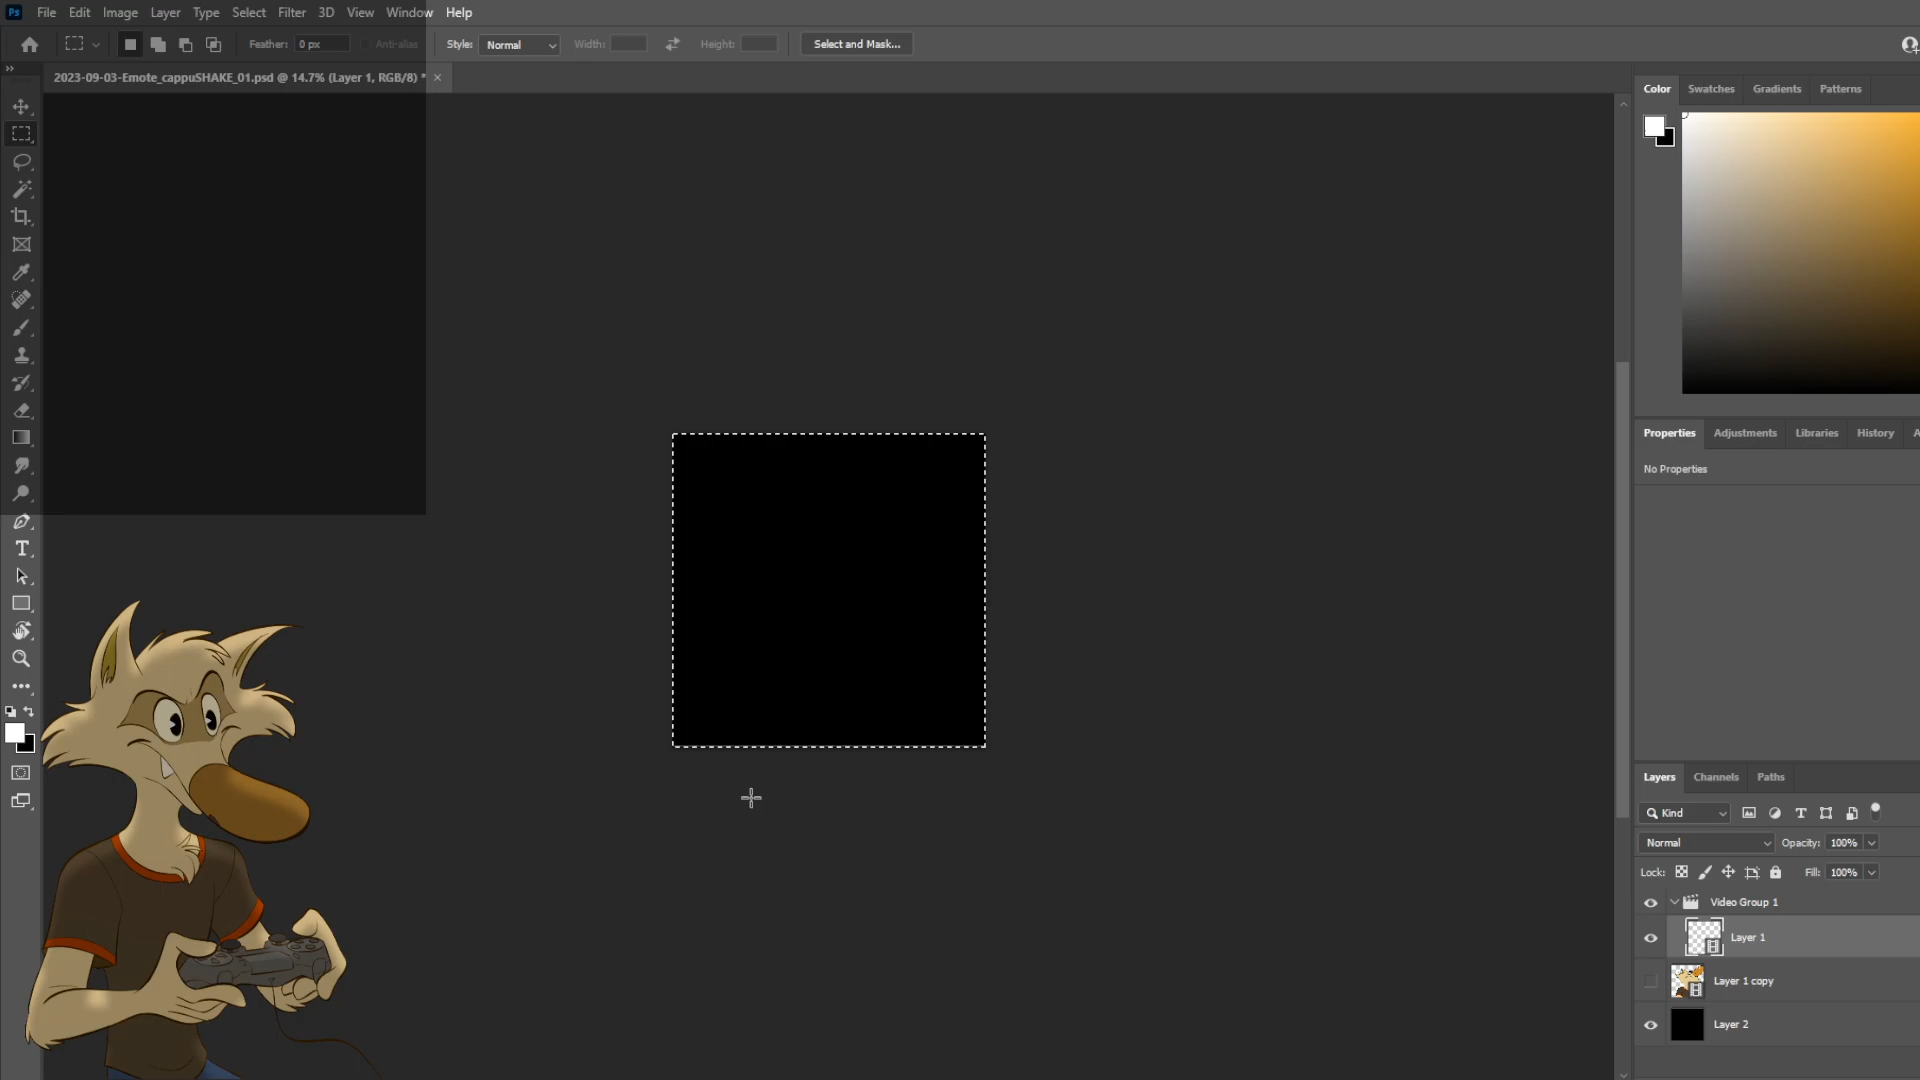 Ps File Edit Image Layer Type Select Filter 3D View Window Help
Feather: 0 px Anti-alias Style: Normal Width: Height: Select and Mask...
2023-09-03-Emote_cappuSHAKE_01.psd @ 14.7% (Layer 1, RGB/8) *
Color Swatches Gradients Patterns
Properties Adjustments Libraries History A
No Properties
Layers Channels Paths
Kind
Normal Opacity: 100%
Lock: Fill: 100%
Video Group 1
Layer 1
Layer 1 copy
Layer 2